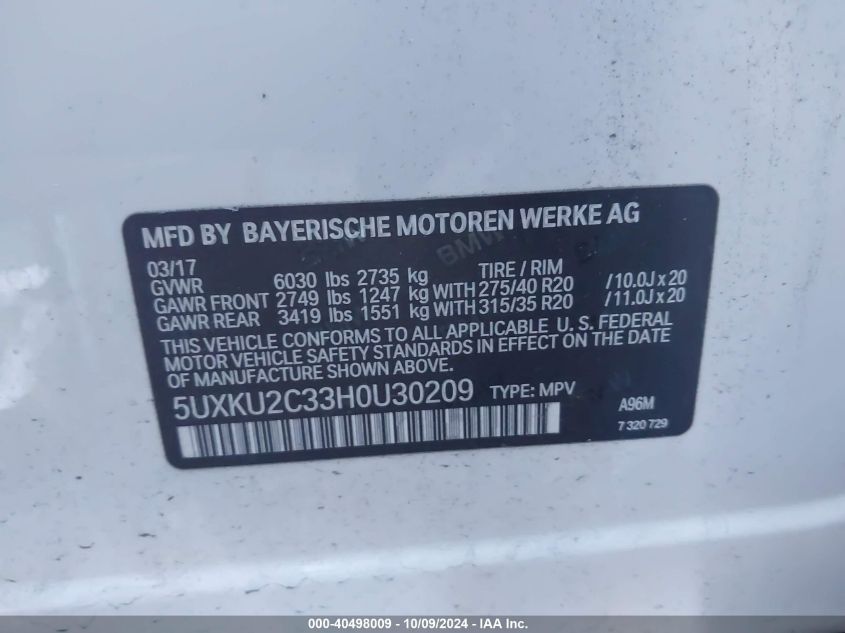 MFD BY BAYERISCHE MOTOREN WERKE AG
03/17 TIRE / RIM
GVWR 6030 lbs 2735 kg
GAWR FRONT 2749 lbs 1247 kg WITH 275/40 R20 /10.0J x 20
GAWR REAR 3419 lbs 1551 kg WITH 315/35 R20 /11.0J x 20
THIS VEHICLE CONFORMS TO ALL APPLICABLE U. S. FEDERAL
MOTOR VEHICLE SAFETY STANDARDS IN EFFECT ON THE DATE
OF MANUFACTURE SHOWN ABOVE.
5UXKU2C33H0U30209 TYPE: MPV
A96M
7 320 729
000-40498009 - 10/09/2024 - IAA Inc.